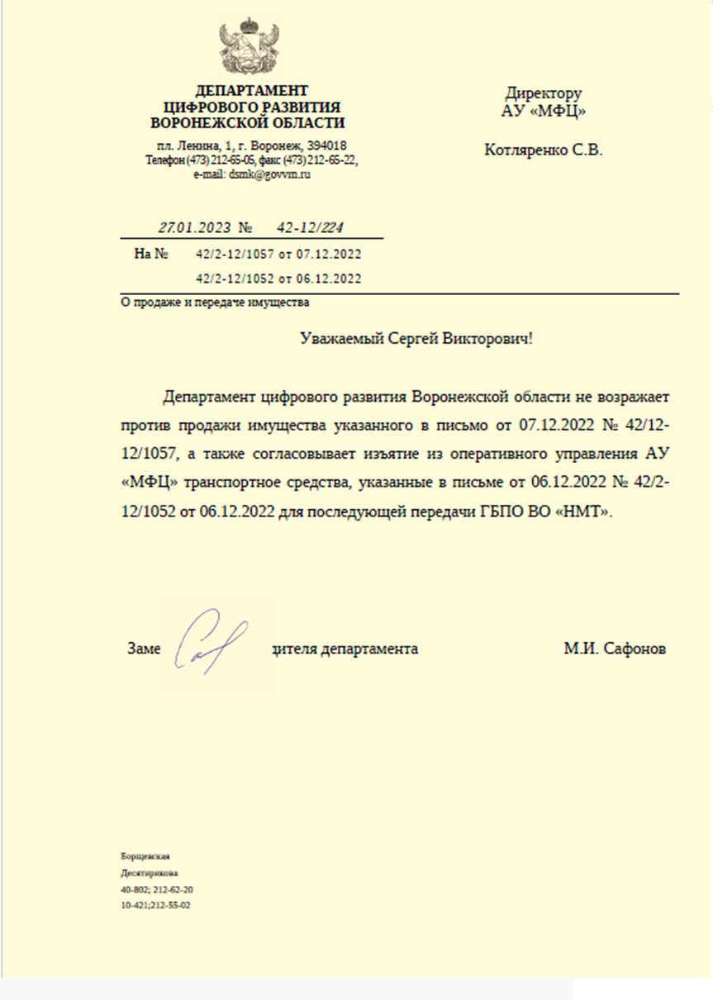 ДЕПАРТАМЕНТ
ЦИФРОВОГО РАЗВИТИЯ
ВОРОНЕЖСКОЙ ОБЛАСТИ
пл. Ленина, 1, г. Воронеж, 394018
Телефон (473) 212-65-05, факс (473) 212-65-22,
e-mail: dsmk@govvrn.ru
Директору
АУ «МФЦ»
Котляренко С.В.
27.01.2023 № 42-12/224
На № 42/2-12/1057 от 07.12.2022
42/2-12/1052 от 06.12.2022
О продаже и передаче имущества
Уважаемый Сергей Викторович!
Департамент цифрового развития Воронежской области не возражает
против продажи имущества указанного в письмо от 07.12.2022 № 42/12-
12/1057, а также согласовывает изъятие из оперативного управления АУ
«МФЦ» транспортное средства, указанные в письме от 06.12.2022 № 42/2-
12/1052 от 06.12.2022 для последующей передачи ГБПО ВО «НМТ».
Заме дителя департамента М.И. Сафонов
Борщевская
Десятирикова
40-802; 212-62-20
10-421;212-55-02